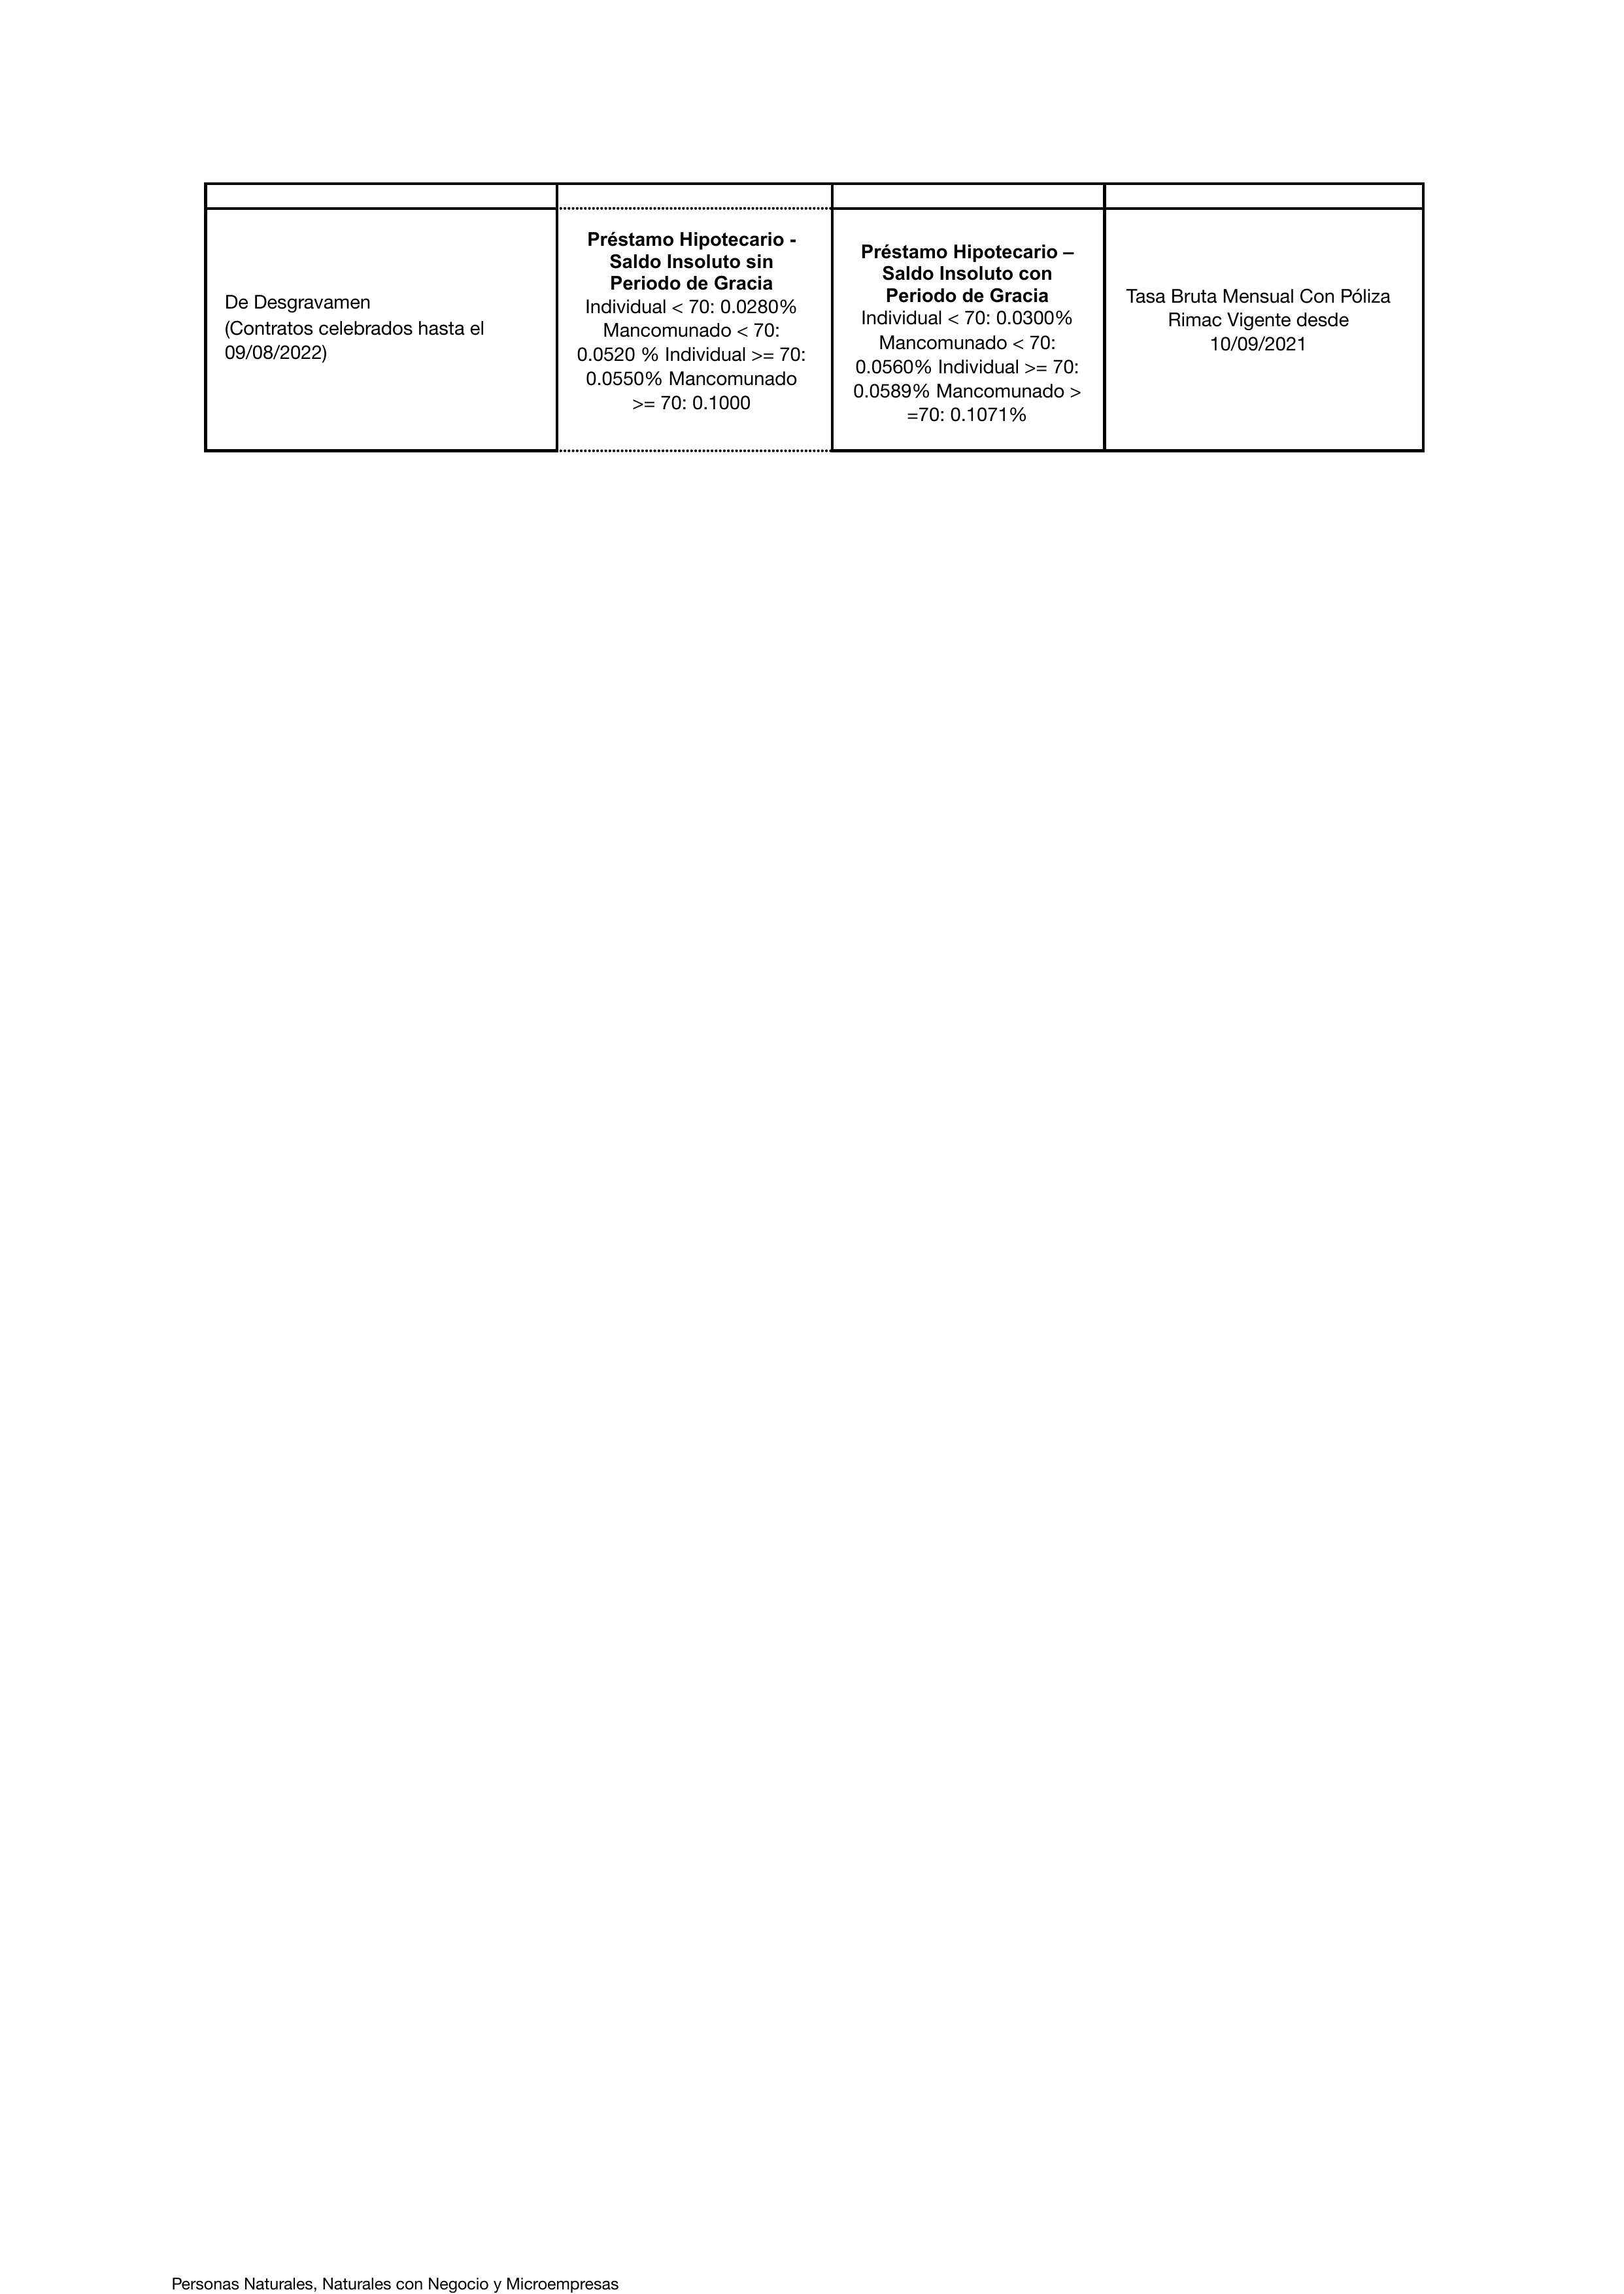 De Desgravamen
(Contratos celebrados hasta el
09/08/2022)
Préstamo Hipotecario -
Saldo Insoluto sin
Periodo de Gracia
Individual < 70: 0.0280%
Mancomunado < 70:
0.0520 % Individual >= 70:
0.0550% Mancomunado
>= 70: 0.1000
Préstamo Hipotecario –
Saldo Insoluto con
Periodo de Gracia
Individual < 70: 0.0300%
Mancomunado < 70:
0.0560% Individual >= 70:
0.0589% Mancomunado >
=70: 0.1071%
Tasa Bruta Mensual Con Póliza
Rimac Vigente desde
10/09/2021
Personas Naturales, Naturales con Negocio y Microempresas